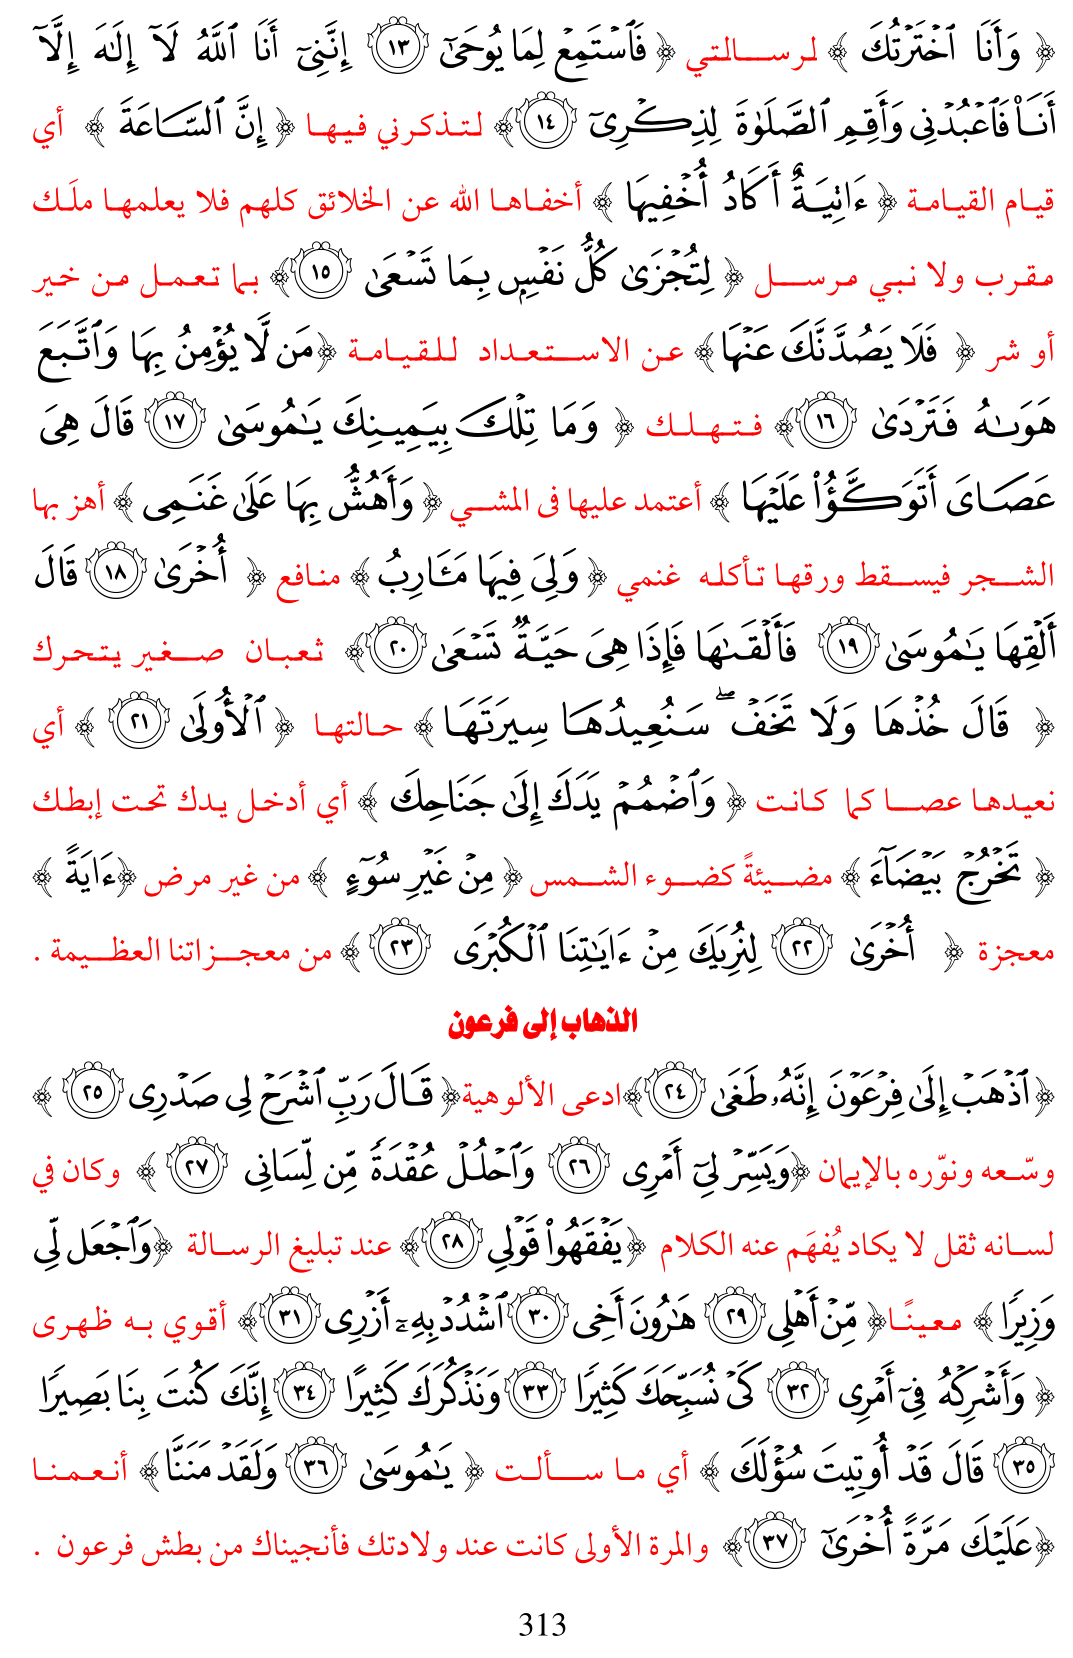 ﴿ وَأَنَا ٱخْتَرْتُكَ ﴾ لرسالتي ﴿ فَٱسْتَمِعْ لِمَا يُوحَىٰٓ ١٣ إِنَّنِىٓ أَنَا ٱللَّهُ لَآ إِلَٰهَ إِلَّآ
أَنَا۠ فَٱعْبُدْنِى وَأَقِمِ ٱلصَّلَوٰةَ لِذِكْرِىٓ ١٤ ﴾ لتذكرني فيها ﴿ إِنَّ ٱلسَّاعَةَ ﴾ أي
قيام القيامة ﴿ ءَاتِيَةٌ أَكَادُ أُخْفِيهَا ﴾ أخفاها الله عن الخلائق كلهم فلا يعلمها ملَك
مقرب ولا نبي مرسل ﴿ لِتُجْزَىٰ كُلُّ نَفْسٍۭ بِمَا تَسْعَىٰ ١٥ ﴾ بما تعمل من خير
أو شر ﴿ فَلَا يَصُدَّنَّكَ عَنْهَا ﴾ عن الاستعداد للقيامة ﴿ مَن لَّا يُؤْمِنُ بِهَا وَٱتَّبَعَ
هَوَىٰهُ فَتَرْدَىٰ ١٦ ﴾ فتهلك ﴿ وَمَا تِلْكَ بِيَمِينِكَ يَٰمُوسَىٰ ١٧ قَالَ هِىَ
عَصَاىَ أَتَوَكَّؤُا۟ عَلَيْهَا ﴾ أعتمد عليها فى المشي ﴿ وَأَهُشُّ بِهَا عَلَىٰ غَنَمِى ﴾ أهز بها
الشجر فيسقط ورقها تأكله غنمي ﴿ وَلِىَ فِيهَا مَـَٔارِبُ ﴾ منافع ﴿ أُخْرَىٰ ١٨ قَالَ
أَلْقِهَا يَٰمُوسَىٰ ١٩ فَأَلْقَىٰهَا فَإِذَا هِىَ حَيَّةٌ تَسْعَىٰ ٢٠ ﴾ ثعبان صغير يتحرك
﴿ قَالَ خُذْهَا وَلَا تَخَفْ ۖ سَنُعِيدُهَا سِيرَتَهَا ﴾ حالتها ﴿ ٱلْأُولَىٰ ٢١ ﴾ أي
نعيدها عصا كما كانت ﴿ وَٱضْمُمْ يَدَكَ إِلَىٰ جَنَاحِكَ ﴾ أي أدخل يدك تحت إبطك
﴿ تَخْرُجْ بَيْضَآءَ ﴾ مضيئةً كضوء الشمس ﴿ مِنْ غَيْرِ سُوٓءٍ ﴾ من غير مرض ﴿ ءَايَةً ﴾
معجزة ﴿ أُخْرَىٰ ٢٢ لِنُرِيَكَ مِنْ ءَايَٰتِنَا ٱلْكُبْرَى ٢٣ ﴾ من معجزاتنا العظيمة .
الذهاب إلى فرعون
﴿ ٱذْهَبْ إِلَىٰ فِرْعَوْنَ إِنَّهُۥ طَغَىٰ ٢٤ ﴾ ادعى الألوهية ﴿ قَالَ رَبِّ ٱشْرَحْ لِى صَدْرِى ٢٥ ﴾
وسّعه ونوّره بالإيمان ﴿ وَيَسِّرْ لِىٓ أَمْرِى ٢٦ وَٱحْلُلْ عُقْدَةً مِّن لِّسَانِى ٢٧ ﴾ وكان في
لسانه ثقل لا يكاد يُفهَم عنه الكلام ﴿ يَفْقَهُوا۟ قَوْلِى ٢٨ ﴾ عند تبليغ الرسالة ﴿ وَٱجْعَل لِّى
وَزِيرًا ﴾ معينًا ﴿ مِّنْ أَهْلِى ٢٩ هَٰرُونَ أَخِى ٣٠ ٱشْدُدْ بِهِۦٓ أَزْرِى ٣١ ﴾ أقوي به ظهرى
﴿ وَأَشْرِكْهُ فِىٓ أَمْرِى ٣٢ كَىْ نُسَبِّحَكَ كَثِيرًا ٣٣ وَنَذْكُرَكَ كَثِيرًا ٣٤ إِنَّكَ كُنتَ بِنَا بَصِيرًا
٣٥ قَالَ قَدْ أُوتِيتَ سُؤْلَكَ ﴾ أي ما سألت ﴿ يَٰمُوسَىٰ ٣٦ وَلَقَدْ مَنَنَّا ﴾ أنعمنا
﴿ عَلَيْكَ مَرَّةً أُخْرَىٰٓ ٣٧ ﴾ والمرة الأولى كانت عند ولادتك فأنجيناك من بطش فرعون .
313